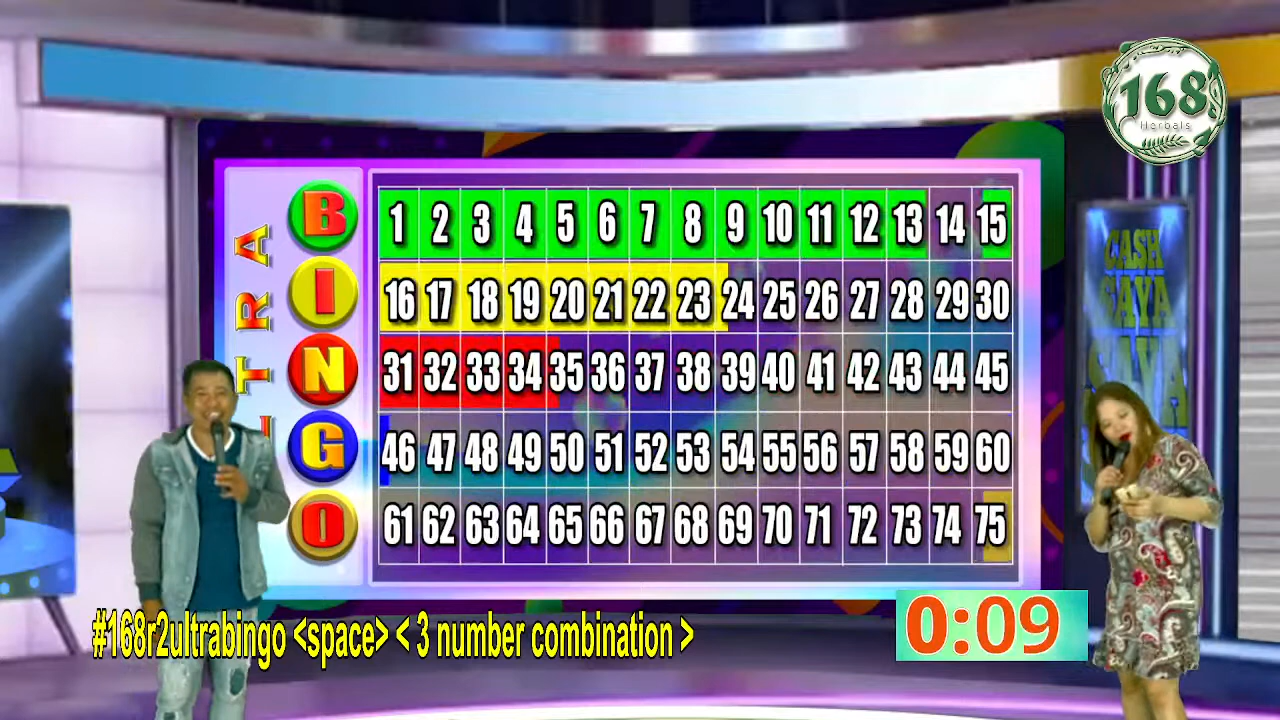 168
Herbals
CASH
SAYA
TRA
B 1 2 3 4 5 6 7 8 9 10 11 12 13 14 15
I 16 17 18 19 20 21 22 23 24 25 26 27 28 29 30
N 31 32 33 34 35 36 37 38 39 40 41 42 43 44 45
G 46 47 48 49 50 51 52 53 54 55 56 57 58 59 60
O 61 62 63 64 65 66 67 68 69 70 71 72 73 74 75
#168r2ultrabingo <space> < 3 number combination >
0:09